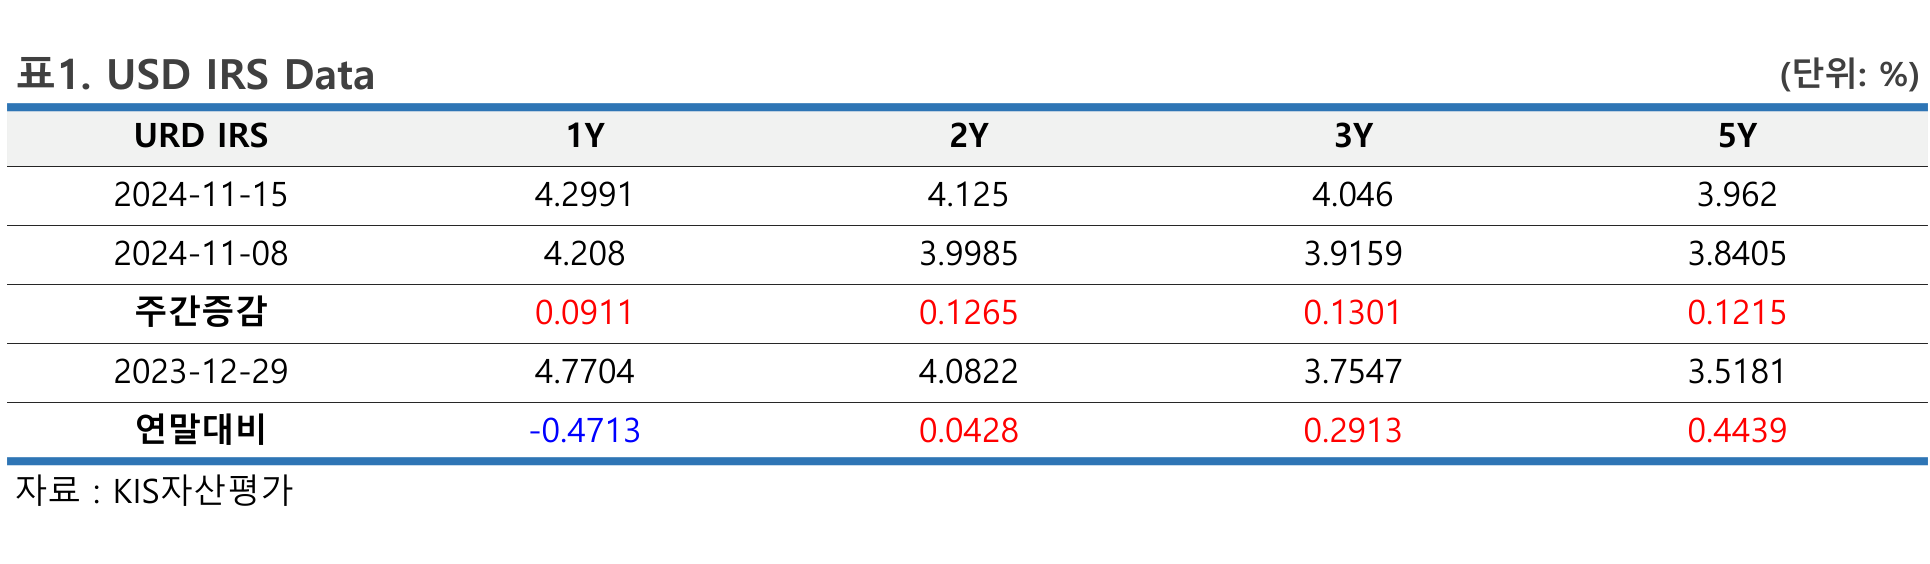 표1. USD IRS Data (단위: %)
URD IRS 1Y 2Y 3Y 5Y
2024-11-15 4.2991 4.125 4.046 3.962
2024-11-08 4.208 3.9985 3.9159 3.8405
주간증감 0.0911 0.1265 0.1301 0.1215
2023-12-29 4.7704 4.0822 3.7547 3.5181
연말대비 -0.4713 0.0428 0.2913 0.4439
자료 : KIS자산평가